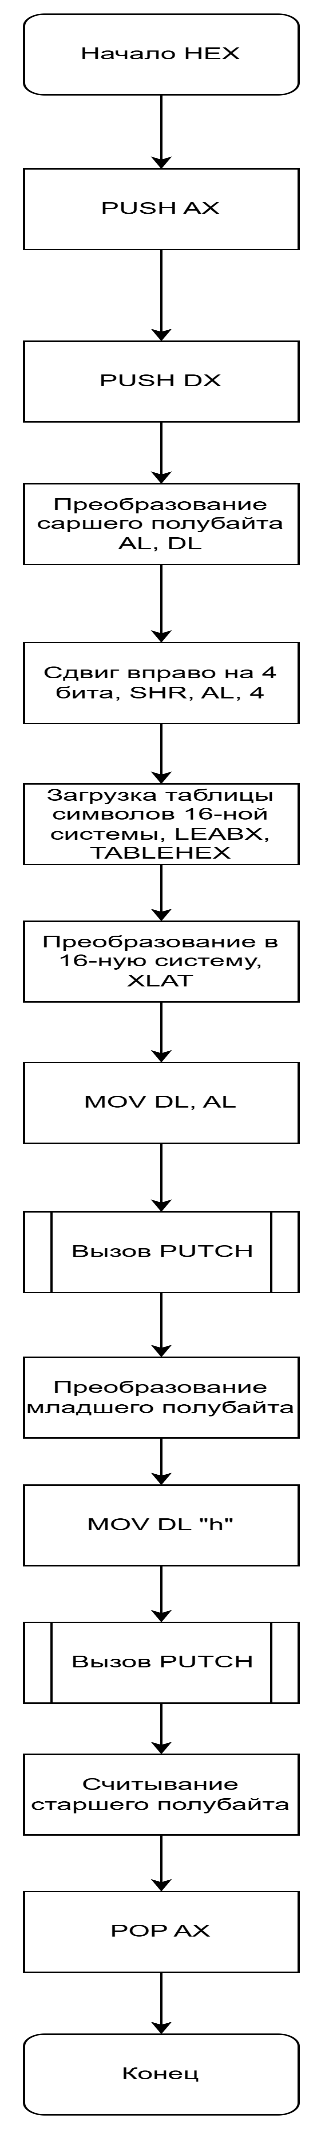 Начало HEX
PUSH AX
PUSH DX
Преобразование
саршего полубайта
AL, DL
Сдвиг вправо на 4
бита, SHR, AL, 4
Загрузка таблицы
символов 16-ной
системы, LEABX,
TABLEHEX
Преобразование в
16-ную систему,
XLAT
MOV DL, AL
Вызов PUTCH
Преобразование
младшего полубайта
MOV DL "h"
Вызов PUTCH
Считывание
старшего полубайта
POP AX
Конец